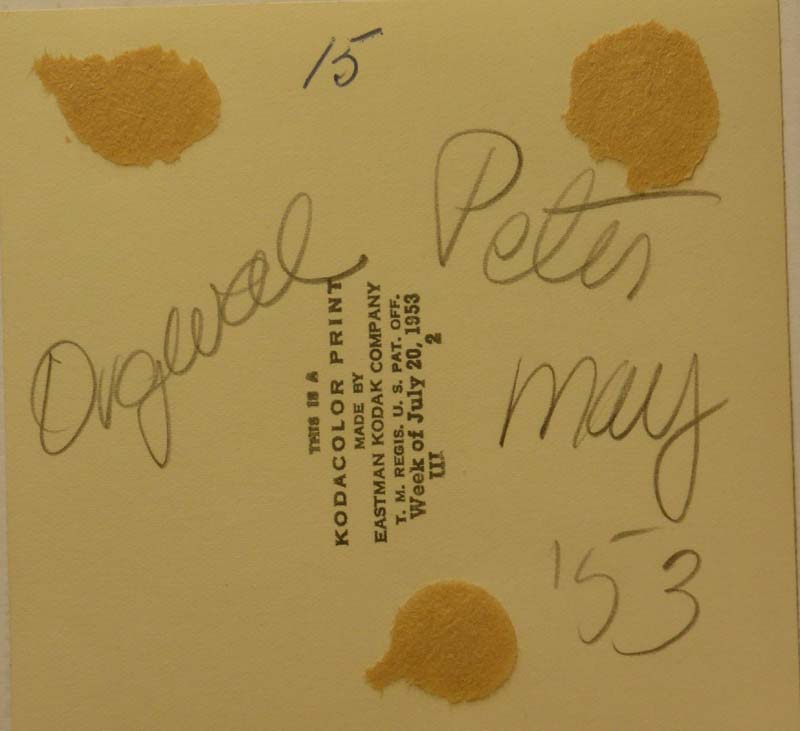 15
Peter
may
'53
THIS IS A
KODACOLOR PRINT
MADE BY
EASTMAN KODAK COMPANY
T. M. REGIS. U. S. PAT. OFF.
Week of July 20, 1953
III 2